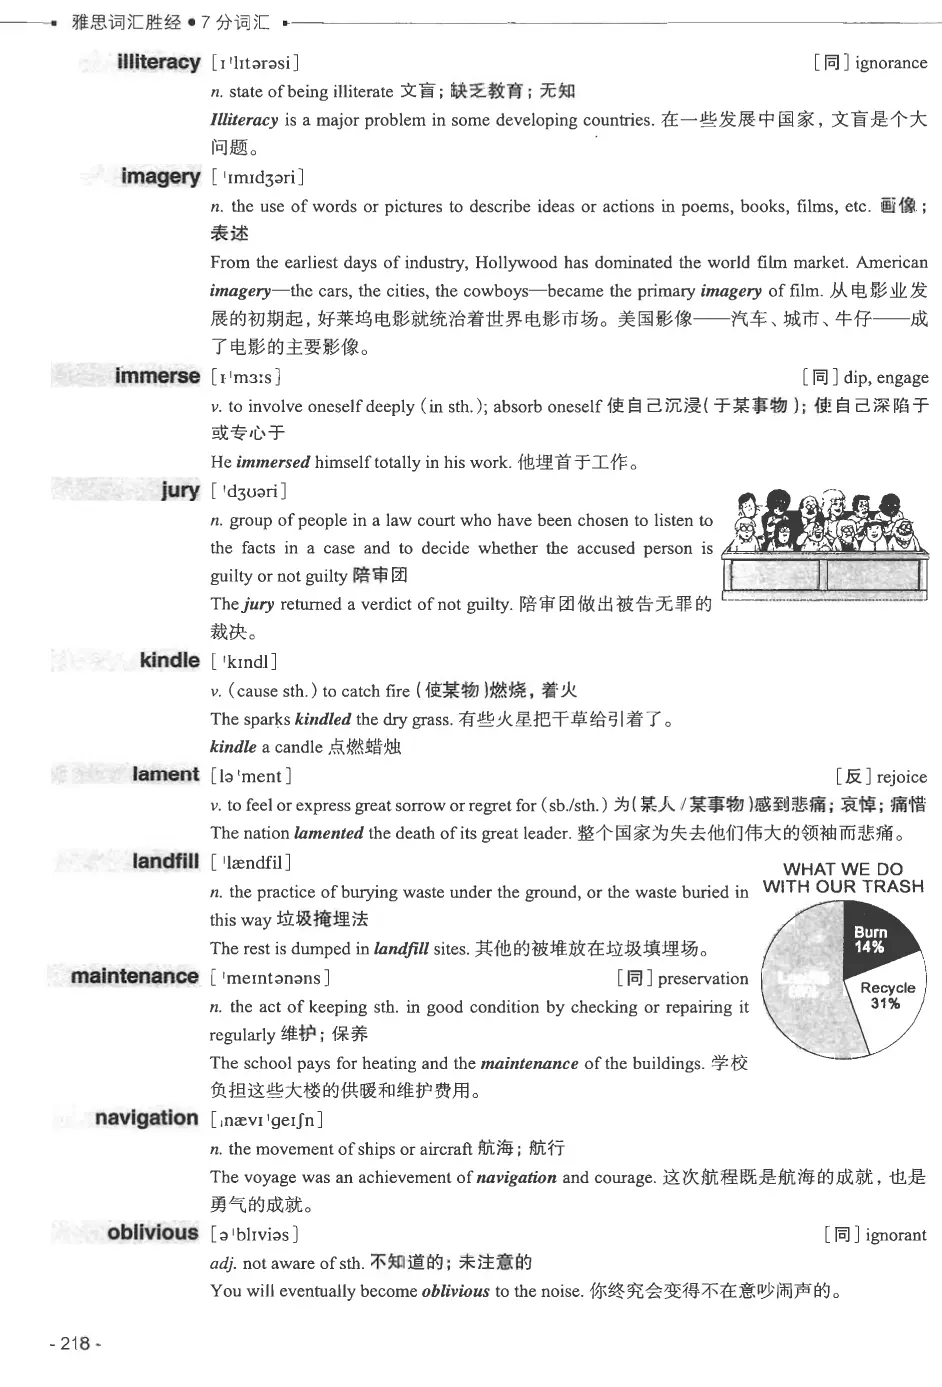 雅思词汇胜经●7分词汇
illiteracy [ɪˈlɪtərəsi] [同] ignorance
n. state of being illiterate 文盲；缺乏教育；无知
Illiteracy is a major problem in some developing countries. 在一些发展中国家，文盲是个大
问题。
imagery [ˈɪmɪdʒəri]
n. the use of words or pictures to describe ideas or actions in poems, books, films, etc. 画像；
表述
From the earliest days of industry, Hollywood has dominated the world film market. American
imagery—the cars, the cities, the cowboys—became the primary imagery of film. 从电影业发
展的初期起，好莱坞电影就统治着世界电影市场。美国影像——汽车、城市、牛仔——成
了电影的主要影像。
immerse [ɪˈmɜːs] [同] dip, engage
v. to involve oneself deeply (in sth.); absorb oneself 使自己沉浸(于某事物)；使自己深陷于
或专心于
He immersed himself totally in his work. 他埋首于工作。
jury [ˈdʒʊəri]
n. group of people in a law court who have been chosen to listen to
the facts in a case and to decide whether the accused person is
guilty or not guilty 陪审团
The jury returned a verdict of not guilty. 陪审团做出被告无罪的
裁决。
kindle [ˈkɪndl]
v. (cause sth.) to catch fire (使某物)燃烧，着火
The sparks kindled the dry grass. 有些火星把干草给引着了。
kindle a candle 点燃蜡烛
lament [ləˈment] [反] rejoice
v. to feel or express great sorrow or regret for (sb./sth.) 为(某人/某事物)感到悲痛；哀悼；痛惜
The nation lamented the death of its great leader. 整个国家为失去他们伟大的领袖而悲痛。
landfill [ˈlændfil]
n. the practice of burying waste under the ground, or the waste buried in
this way 垃圾掩埋法
The rest is dumped in landfill sites. 其他的被堆放在垃圾填埋场。
WHAT WE DO
WITH OUR TRASH
Burn
14%
Recycle
31%
maintenance [ˈmeɪntənəns] [同] preservation
n. the act of keeping sth. in good condition by checking or repairing it
regularly 维护；保养
The school pays for heating and the maintenance of the buildings. 学校
负担这些大楼的供暖和维护费用。
navigation [ˌnævɪˈɡeɪʃn]
n. the movement of ships or aircraft 航海；航行
The voyage was an achievement of navigation and courage. 这次航程既是航海的成就，也是
勇气的成就。
oblivious [əˈblɪviəs] [同] ignorant
adj. not aware of sth. 不知道的；未注意的
You will eventually become oblivious to the noise. 你终究会变得不在意吵闹声的。
- 218 -